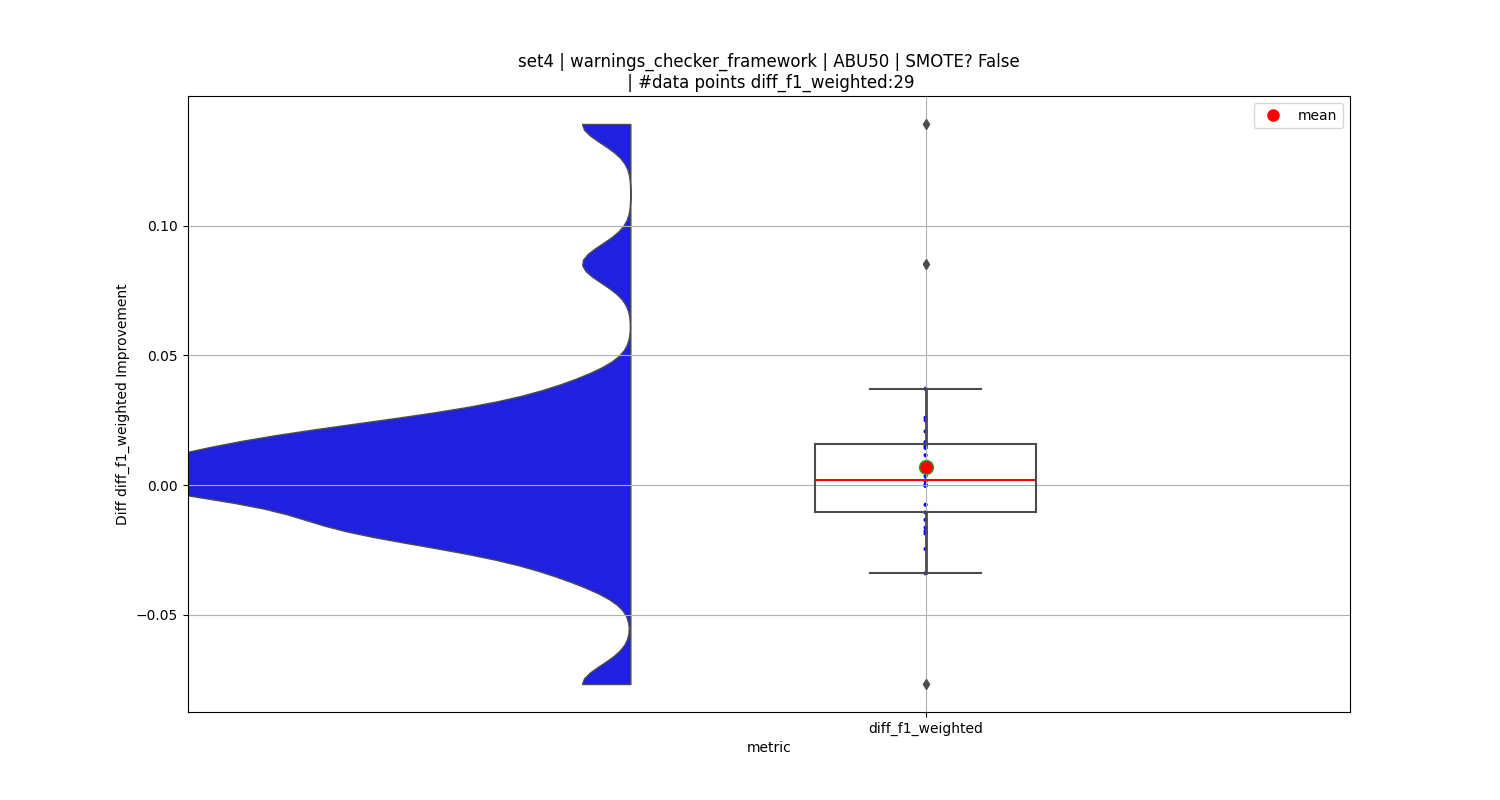 set4 | warnings_checker_framework | ABU50 | SMOTE? False
| #data points diff_f1_weighted:29
mean
0.10
0.05
0.00
−0.05
Diff diff_f1_weighted Improvement
diff_f1_weighted
metric